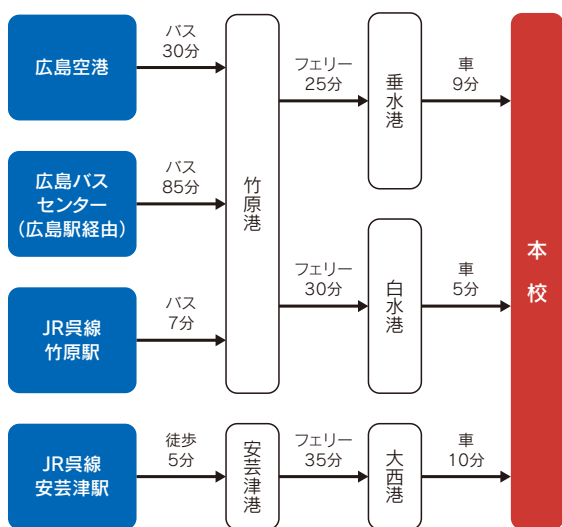 広島空港
バス
30分
広島バス
センター
(広島駅経由)
バス
85分
JR呉線
竹原駅
バス
7分
竹原港
フェリー
25分
垂水港
車
9分
フェリー
30分
白水港
車
5分
JR呉線
安芸津駅
徒歩
5分
安芸津港
フェリー
35分
大西港
車
10分
本校